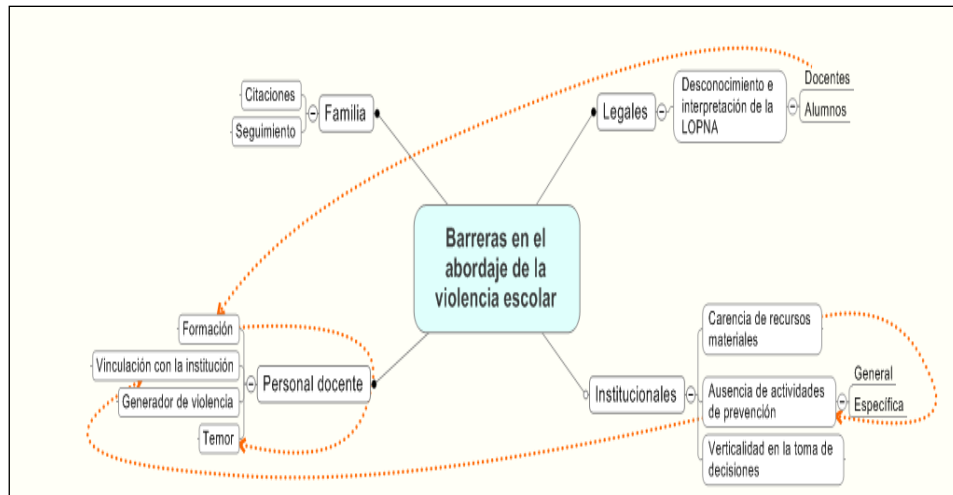 Citaciones
Seguimiento
Familia
Legales
Desconocimiento e
interpretación de la
LOPNA
Docentes
Alumnos
Barreras en el
abordaje de la
violencia escolar
Formación
Vinculación con la institución
Generador de violencia
Temor
Personal docente
Institucionales
Carencia de recursos
materiales
Ausencia de actividades
de prevención
General
Específica
Verticalidad en la toma de
decisiones